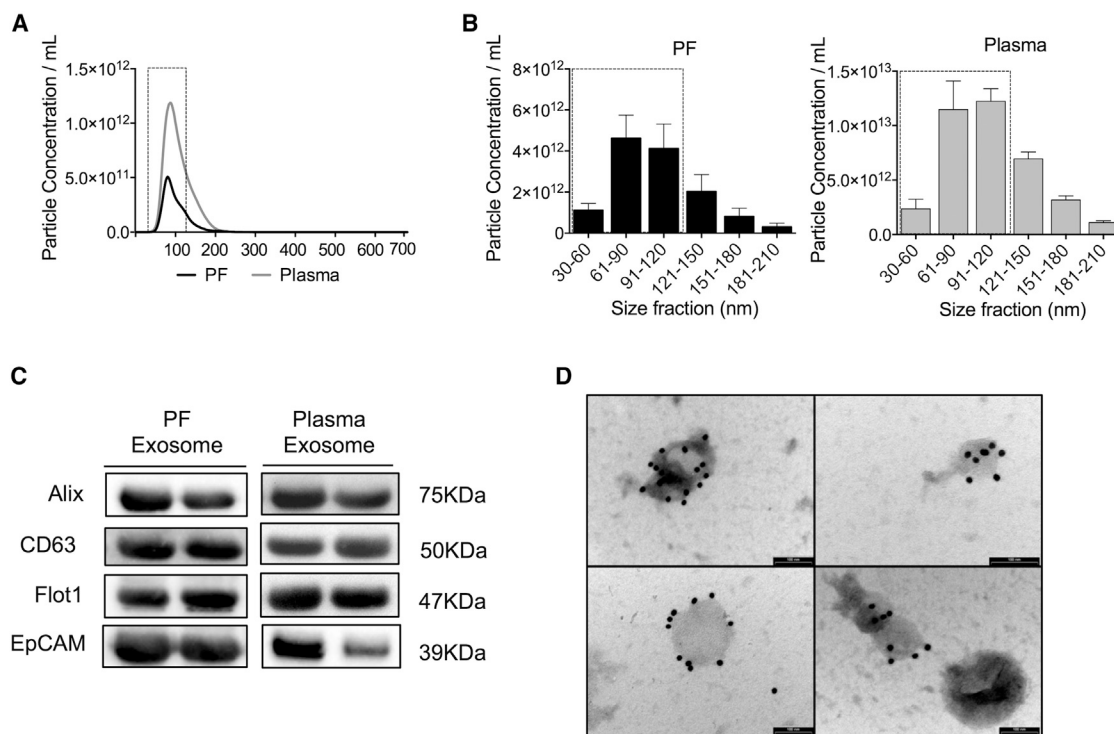 A
Particle Concentration / mL
1.5×10¹²
1.0×10¹²
5.0×10¹¹
0.0
100 200 300 400 500 600 700
PF Plasma
B
PF
Particle Concentration / mL
8×10¹²
6×10¹²
4×10¹²
2×10¹²
0
30-60
61-90
91-120
121-150
151-180
181-210
Size fraction (nm)
Plasma
Particle Concentration / mL
1.5×10¹³
1.0×10¹³
5.0×10¹²
0.0
30-60
61-90
91-120
121-150
151-180
181-210
Size fraction (nm)
C
PF
Exosome
Plasma
Exosome
Alix 75KDa
CD63 50KDa
Flot1 47KDa
EpCAM 39KDa
D